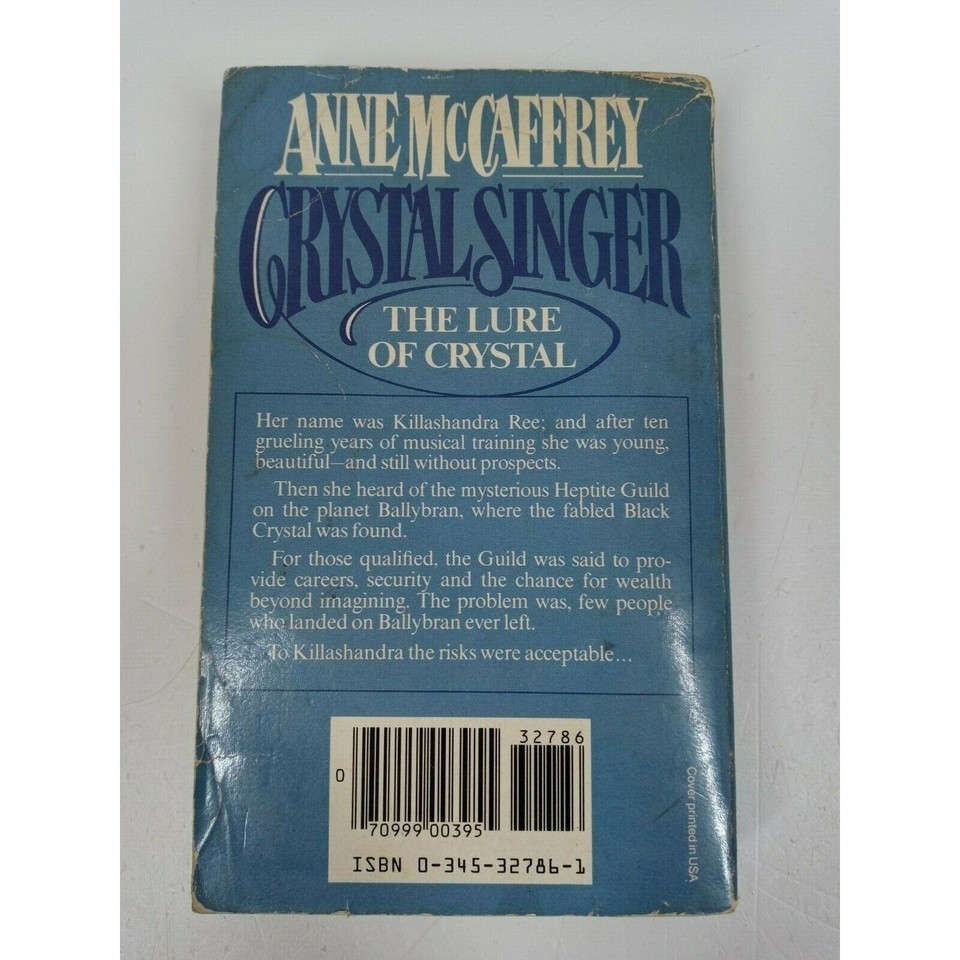 ANNE McCAFFREY
CRYSTAL SINGER
THE LURE
OF CRYSTAL
Her name was Killashandra Ree; and after ten
grueling years of musical training she was young,
beautiful—and still without prospects.
Then she heard of the mysterious Heptite Guild
on the planet Ballybran, where the fabled Black
Crystal was found.
For those qualified, the Guild was said to pro-
vide careers, security and the chance for wealth
beyond imagining. The problem was, few people
who landed on Ballybran ever left.
To Killashandra the risks were acceptable...
32786
0
70999 00395
ISBN 0-345-32786-1
Cover printed in USA